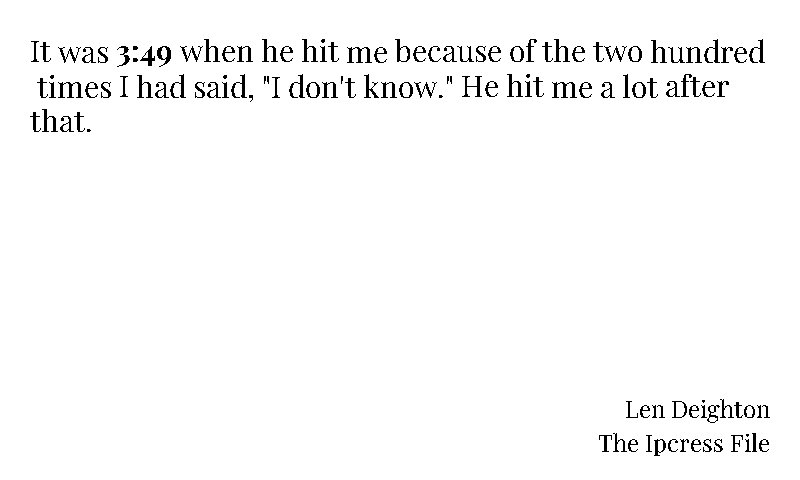 It was 3:49 when he hit me because of the two hundred
times I had said, "I don't know." He hit me a lot after
that.
Len Deighton
The Ipcress File